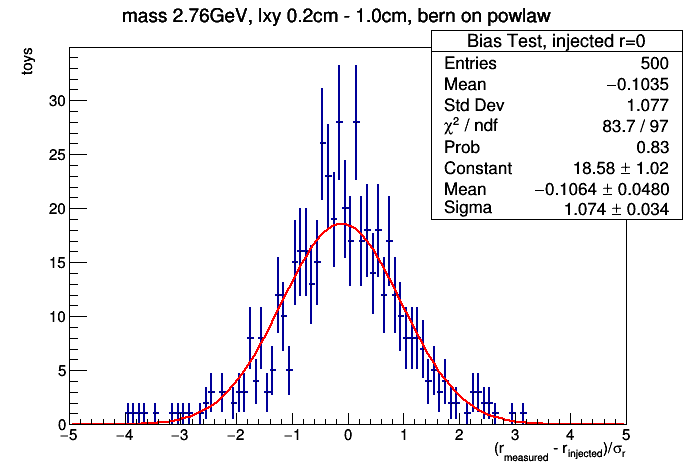 mass 2.76GeV, lxy 0.2cm - 1.0cm, bern on powlaw
Bias Test, injected r=0
Entries 500
Mean −0.1035
Std Dev 1.077
χ² / ndf 83.7 / 97
Prob 0.83
Constant 18.58 ± 1.02
Mean −0.1064 ± 0.0480
Sigma 1.074 ± 0.034
toys
30
25
20
15
10
5
0
−5 −4 −3 −2 −1 0 1 2 3 4 5
(r_measured - r_injected)/σ_r